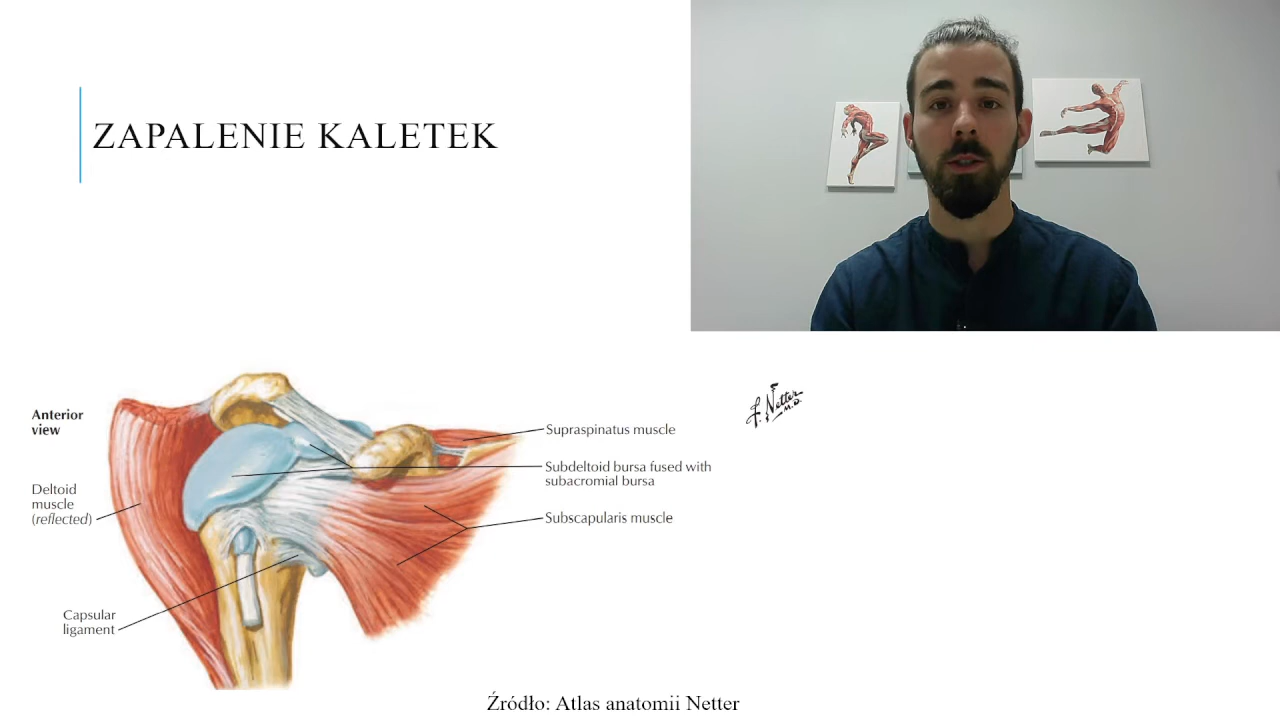 ZAPALENIE KALETEK
Anterior
view
Supraspinatus muscle
Subdeltoid bursa fused with
subacromial bursa
Deltoid
muscle
(reflected)
Subscapularis muscle
Capsular
ligament
F. Netter
M.D.
Źródło: Atlas anatomii Netter